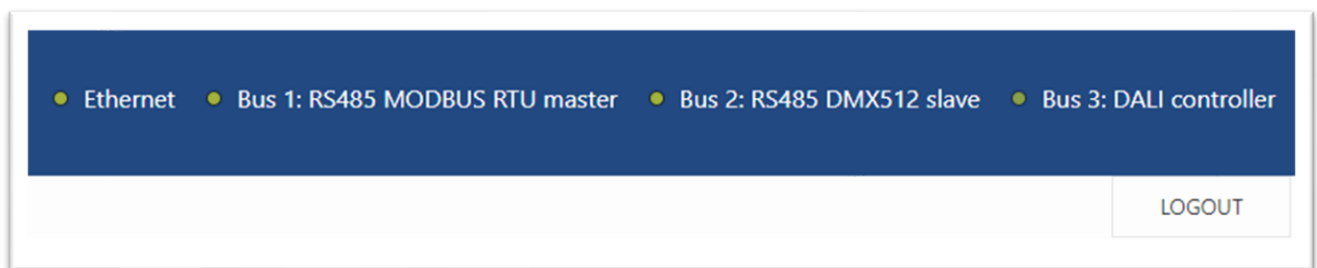 Ethernet Bus 1: RS485 MODBUS RTU master Bus 2: RS485 DMX512 slave Bus 3: DALI controller
LOGOUT